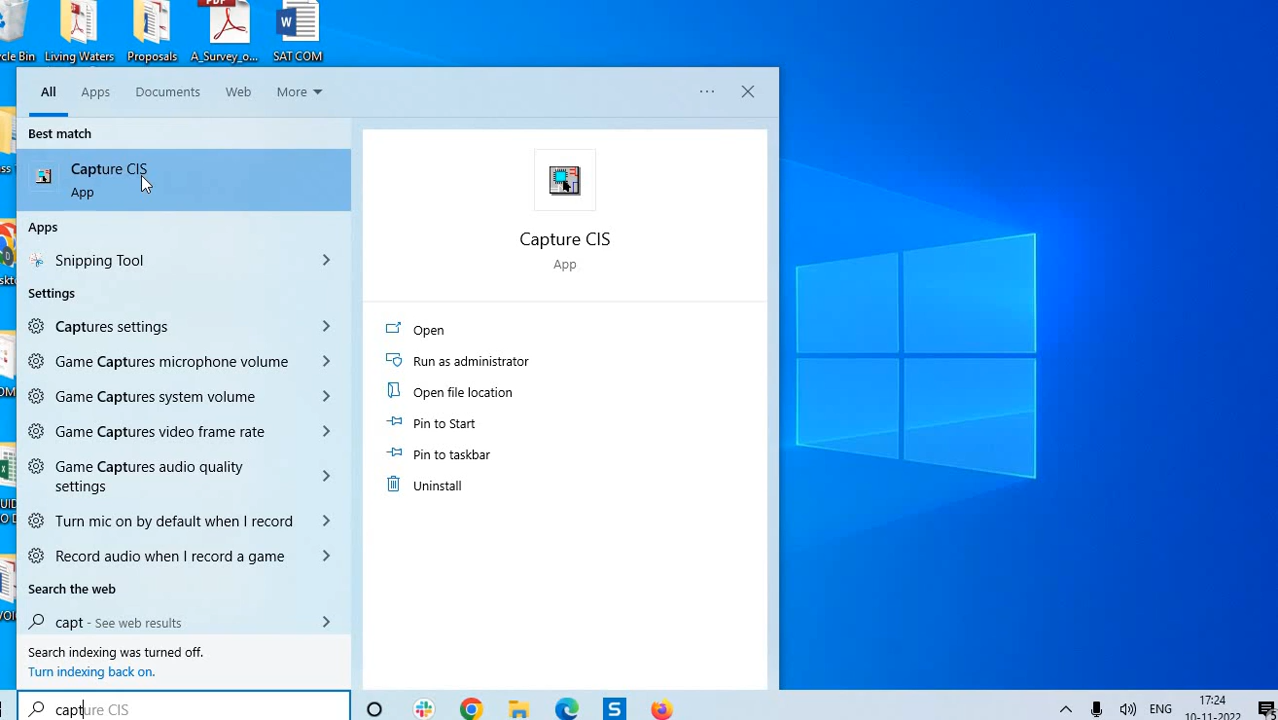 cle Bin
Living Waters
Proposals
A_Survey_o...
SAT COM
All
Apps
Documents
Web
More
Best match
Capture CIS
App
Apps
Snipping Tool
Settings
Captures settings
Game Captures microphone volume
Game Captures system volume
Game Captures video frame rate
Game Captures audio quality
settings
Turn mic on by default when I record
Record audio when I record a game
Search the web
capt - See web results
Search indexing was turned off.
Turn indexing back on.
capture CIS
Capture CIS
App
Open
Run as administrator
Open file location
Pin to Start
Pin to taskbar
Uninstall
ENG
17:24
10-11-2022